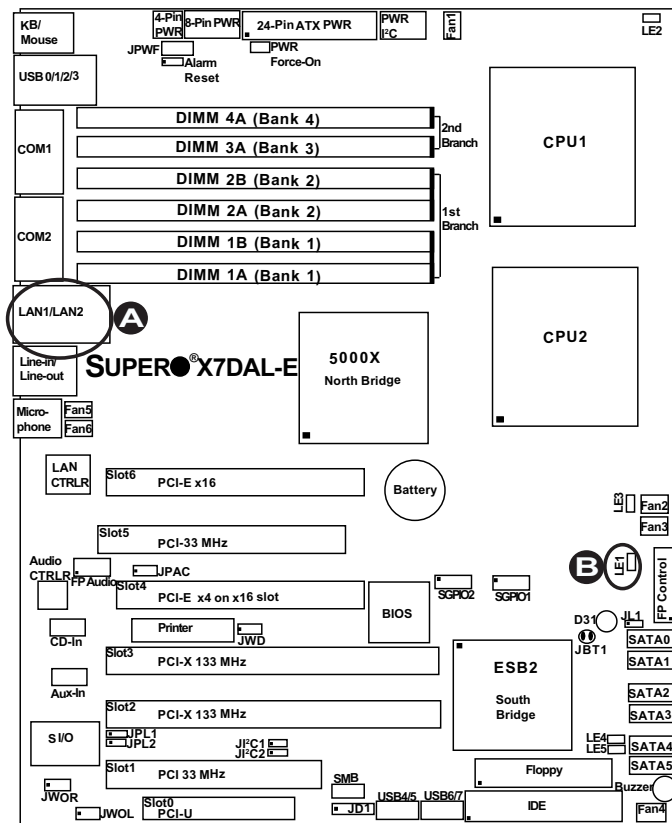 KB/
Mouse
4-Pin
PWR
8-Pin PWR
24-Pin ATX PWR
PWR
I²C
Fan1
LE2
JPWF
Alarm
Reset
PWR
Force-On
USB 0/1/2/3
DIMM 4A (Bank 4)
DIMM 3A (Bank 3)
2nd
Branch
DIMM 2B (Bank 2)
DIMM 2A (Bank 2)
DIMM 1B (Bank 1)
DIMM 1A (Bank 1)
1st
Branch
CPU1
COM1
COM2
LAN1/LAN2
A
CPU2
Line-in/
Line-out
SUPER®X7DAL-E
5000X
North Bridge
Micro-
phone
Fan5
Fan6
LAN
CTRLR
Slot6
PCI-E x16
Battery
LE3
Fan2
Fan3
Slot5
PCI-33 MHz
Audio
CTRLR
FP Audio
JPAC
B
LE1
FP Control
Slot4
PCI-E x4 on x16 slot
BIOS
SGPIO2
SGPIO1
CD-In
Printer
JWD
D31
JL1
JBT1
SATA0
SATA1
Slot3
PCI-X 133 MHz
ESB2
South
Bridge
Aux-In
SATA2
SATA3
Slot2
PCI-X 133 MHz
S I/O
JPL1
JPL2
JI²C1
JI²C2
LE4
LE5
SATA4
SATA5
Slot1
PCI 33 MHz
Floppy
JWOR
SMB
Buzzer
JWOL
Slot0
PCI-U
JD1
USB4/5
USB6/7
IDE
Fan4